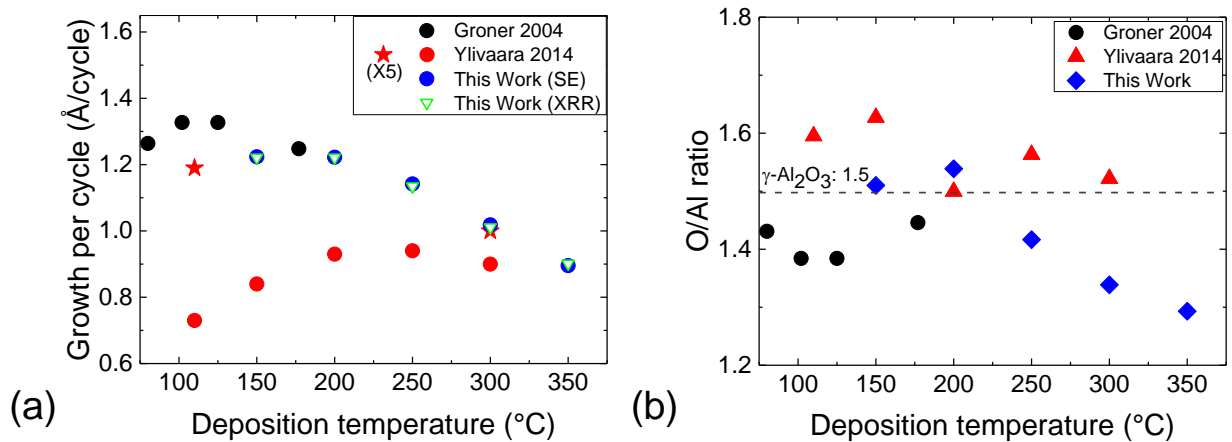 Growth per cycle (Å/cycle)
1.6
1.4
1.2
1.0
0.8
0.6
Groner 2004
(X5)
Ylivaara 2014
This Work (SE)
This Work (XRR)
100 150 200 250 300 350
Deposition temperature (°C)
(a)
O/Al ratio
1.8
1.6
1.4
1.2
Groner 2004
Ylivaara 2014
This Work
γ-Al2O3: 1.5
100 150 200 250 300 350
Deposition temperature (°C)
(b)